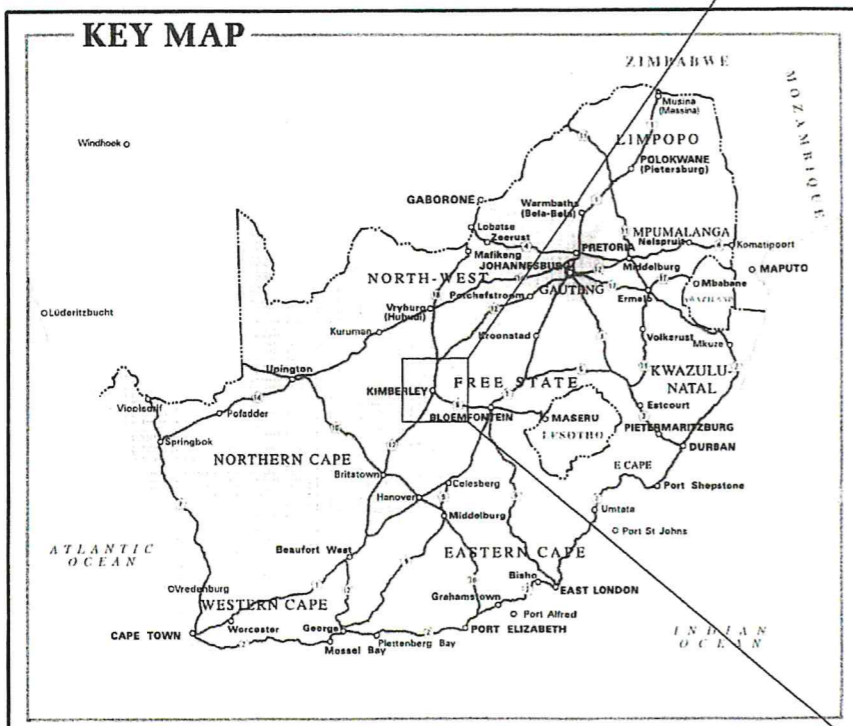 KEY MAP
ZIMBABWE
MOZAMBIQUE
Musina
(Massina)
LIMPOPO
Windhoek
POLOKWANE
(Pietersburg)
GABORONE
Warmbaths
(Bela-Bela)
Lobatse
Zeerust
MPUMALANGA
Nelspruit
Komatipoort
Mafikeng
PRETORIA
JOHANNESBURG
Middelburg
MAPUTO
NORTH-WEST
GAUTENG
Potchefstroom
Ermelo
Mbabane
SWAZILAND
Lüderitzbucht
Vryburg
(Hubudi)
Kuruman
Kroonstad
Volksrust
Mkuze
Upington
KIMBERLEY
FREE STATE
KWAZULU-
NATAL
Vioolsdrif
Pofadder
Estcourt
BLOEMFONTEIN
MASERU
LESOTHO
PIETERMARITZBURG
Springbok
DURBAN
NORTHERN CAPE
Britstown
E CAPE
Colesberg
Port Shepstone
Hanover
Middelburg
Umtata
Port St Johns
ATLANTIC
OCEAN
Beaufort West
EASTERN CAPE
Bisho
EAST LONDON
Vredenburg
Grahamstown
WESTERN CAPE
Port Alfred
CAPE TOWN
Worcester
George
PORT ELIZABETH
INDIAN
OCEAN
Mossel Bay
Plettenberg Bay